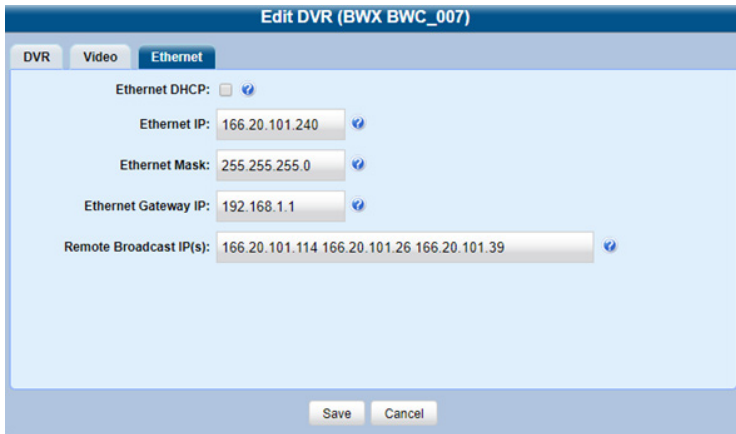 Edit DVR (BWX BWC_007)
DVR Video Ethernet
Ethernet DHCP:
Ethernet IP: 166.20.101.240
Ethernet Mask: 255.255.255.0
Ethernet Gateway IP: 192.168.1.1
Remote Broadcast IP(s): 166.20.101.114 166.20.101.26 166.20.101.39
Save Cancel